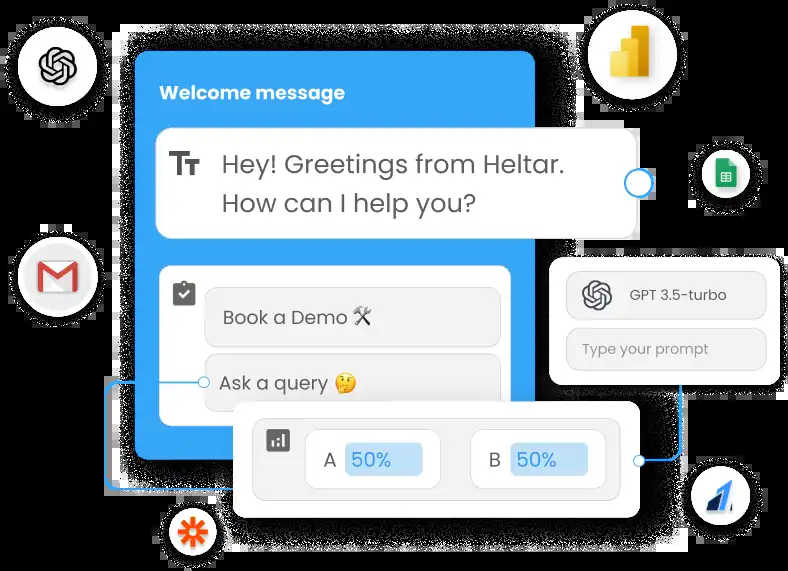 Welcome message
Tт Hey! Greetings from Heltar.
How can I help you?
GPT 3.5-turbo
Book a Demo 🛠
Type your prompt
Ask a query 🤔
A 50% B 50%